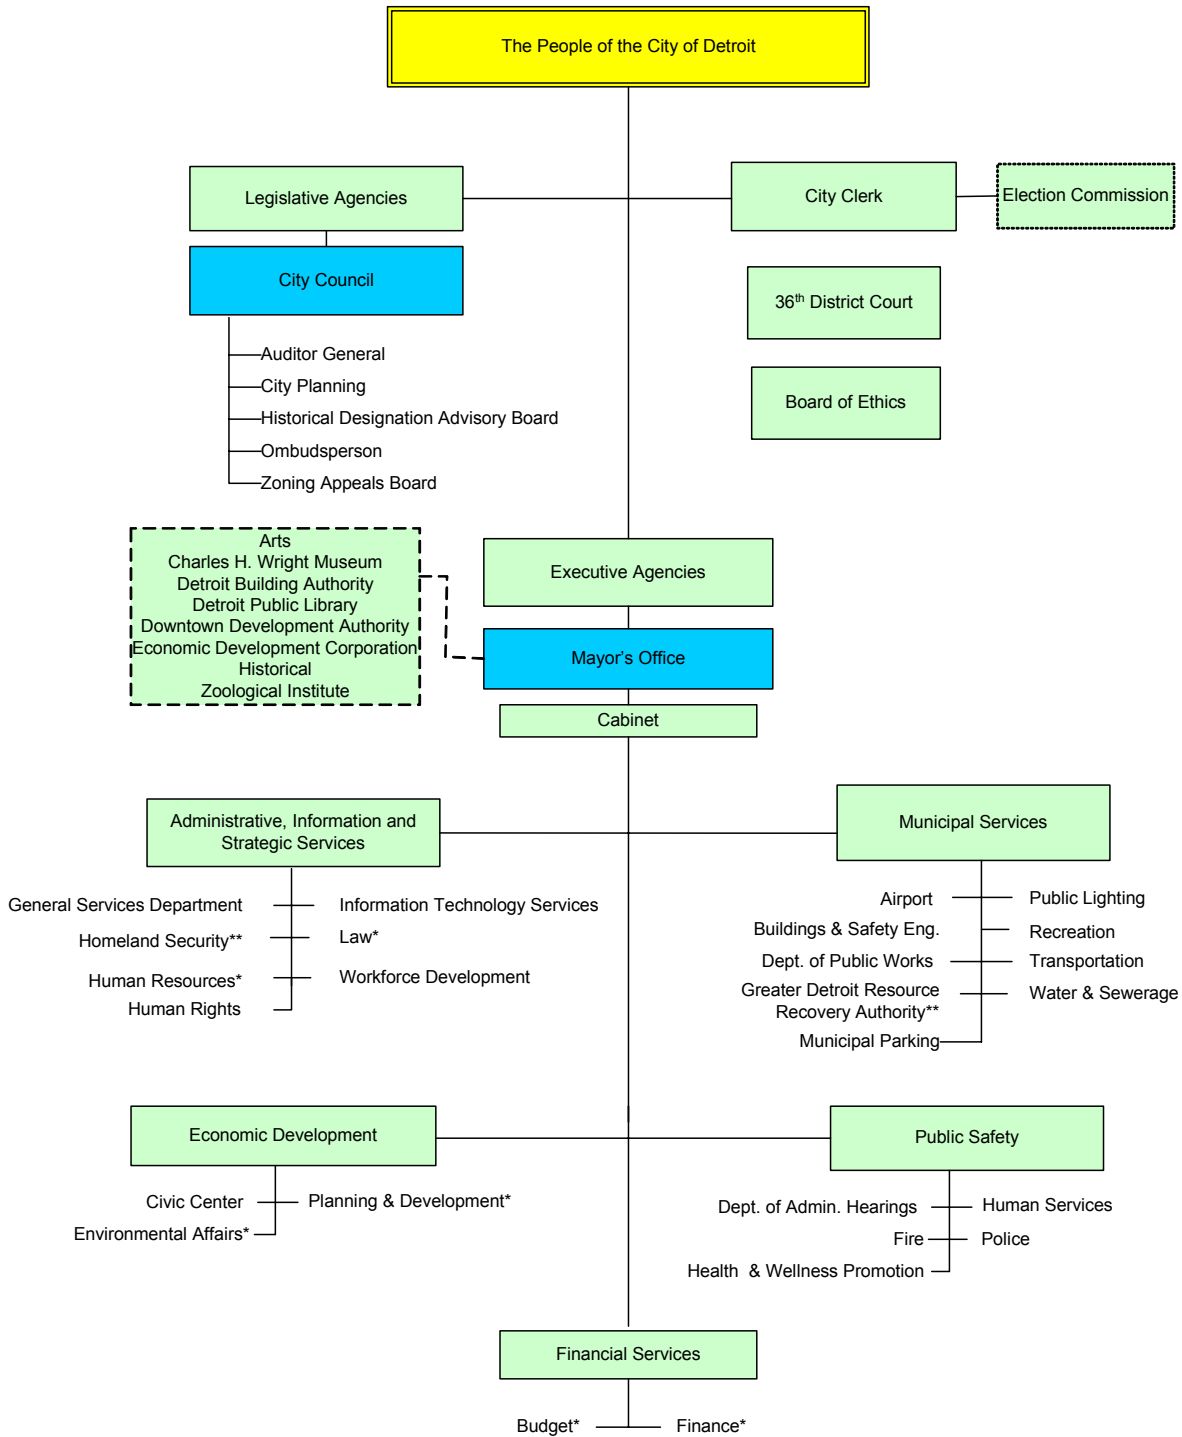 The People of the City of Detroit
Legislative Agencies
City Clerk
Election Commission
City Council
36th District Court
Auditor General
City Planning
Historical Designation Advisory Board
Ombudsperson
Zoning Appeals Board
Board of Ethics
Arts
Charles H. Wright Museum
Detroit Building Authority
Detroit Public Library
Downtown Development Authority
Economic Development Corporation
Historical
Zoological Institute
Executive Agencies
Mayor's Office
Cabinet
Administrative, Information and
Strategic Services
General Services Department
Information Technology Services
Homeland Security**
Law*
Human Resources*
Workforce Development
Human Rights
Municipal Services
Airport
Public Lighting
Buildings & Safety Eng.
Recreation
Dept. of Public Works
Transportation
Greater Detroit Resource
Recovery Authority**
Water & Sewerage
Municipal Parking
Economic Development
Civic Center
Planning & Development*
Environmental Affairs*
Public Safety
Dept. of Admin. Hearings
Human Services
Fire
Police
Health & Wellness Promotion
Financial Services
Budget*
Finance*